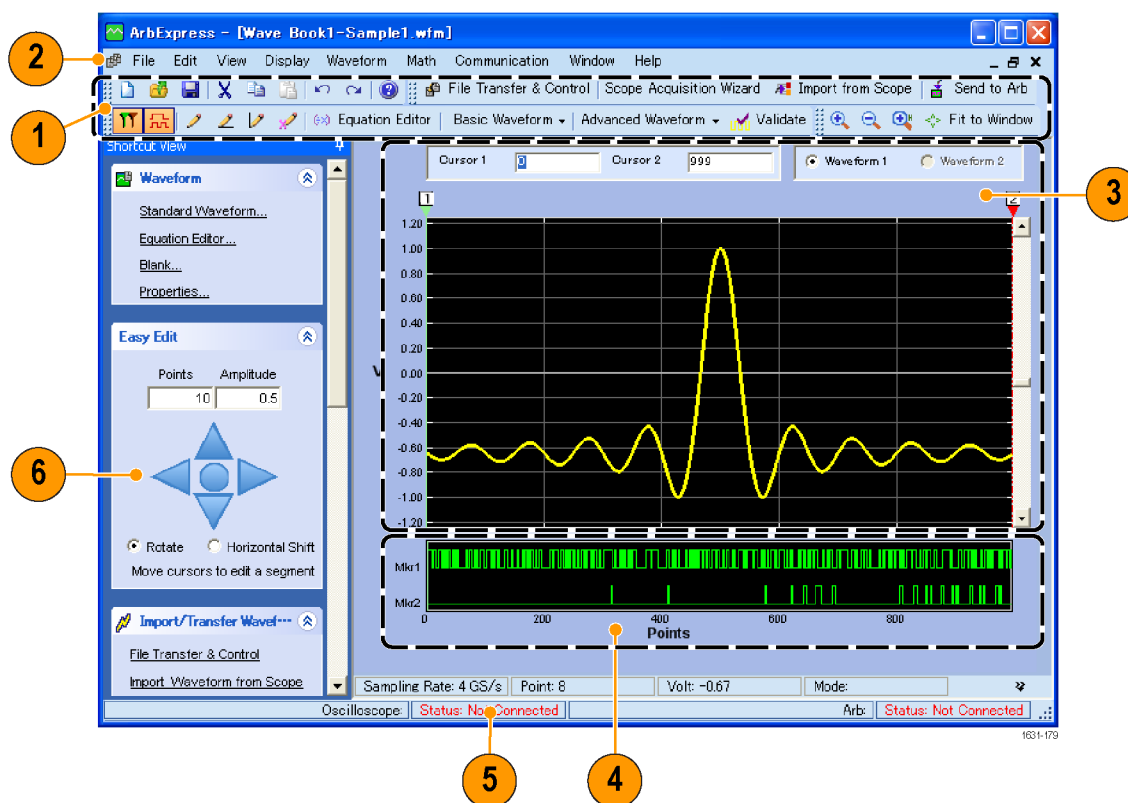 ArbExpress - [Wave Book1-Sample1.wfm]
2
File Edit View Display Waveform Math Communication Window Help
File Transfer & Control Scope Acquisition Wizard Import from Scope Send to Arb
1
Equation Editor Basic Waveform Advanced Waveform Validate Fit to Window
Shortcut View
Cursor 1 0 Cursor 2 999 Waveform 1 Waveform 2
3
Waveform
Standard Waveform...
Equation Editor...
Blank...
Properties...
1 2
1.20
1.00
0.80
0.60
0.40
0.20
0.00
-0.20
-0.40
-0.60
-0.80
-1.00
-1.20
V
Easy Edit
Points Amplitude
10 0.5
6
Rotate Horizontal Shift
Move cursors to edit a segment
Mkr1
Mkr2
0 200 400 600 800
Points
Import/Transfer Wavef...
File Transfer & Control
Import Waveform from Scope
Sampling Rate: 4 GS/s Point: 8 Volt: -0.67 Mode:
Oscilloscope: Status: Not Connected Arb: Status: Not Connected
1631-179
5
4